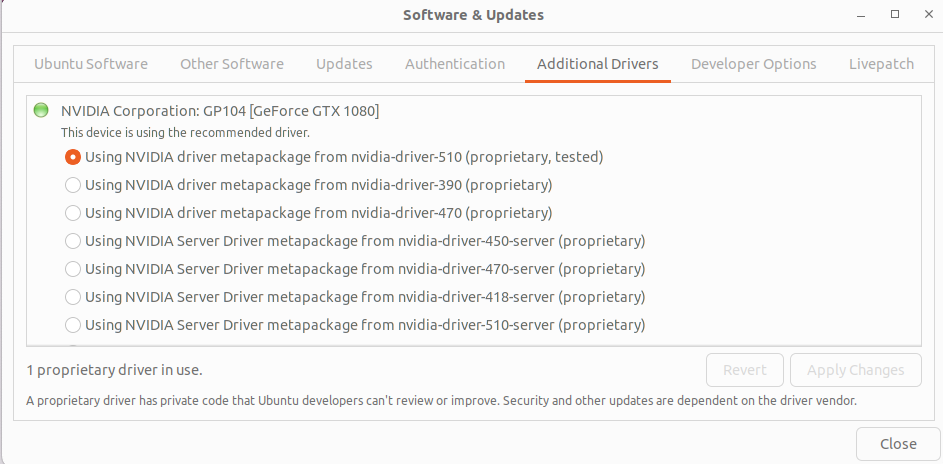 Software & Updates
Ubuntu Software Other Software Updates Authentication Additional Drivers Developer Options Livepatch
NVIDIA Corporation: GP104 [GeForce GTX 1080]
This device is using the recommended driver.
Using NVIDIA driver metapackage from nvidia-driver-510 (proprietary, tested)
Using NVIDIA driver metapackage from nvidia-driver-390 (proprietary)
Using NVIDIA driver metapackage from nvidia-driver-470 (proprietary)
Using NVIDIA Server Driver metapackage from nvidia-driver-450-server (proprietary)
Using NVIDIA Server Driver metapackage from nvidia-driver-470-server (proprietary)
Using NVIDIA Server Driver metapackage from nvidia-driver-418-server (proprietary)
Using NVIDIA Server Driver metapackage from nvidia-driver-510-server (proprietary)
1 proprietary driver in use.
Revert Apply Changes
A proprietary driver has private code that Ubuntu developers can't review or improve. Security and other updates are dependent on the driver vendor.
Close